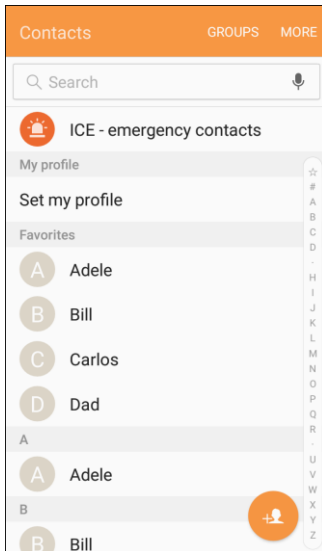 Contacts GROUPS MORE
Search
ICE - emergency contacts
My profile
Set my profile
Favorites
A Adele
B Bill
C Carlos
D Dad
A
A Adele
B
B Bill
☆
#
A
B
C
D
·
H
I
J
K
L
M
N
O
P
Q
R
·
U
V
W
X
Y
Z